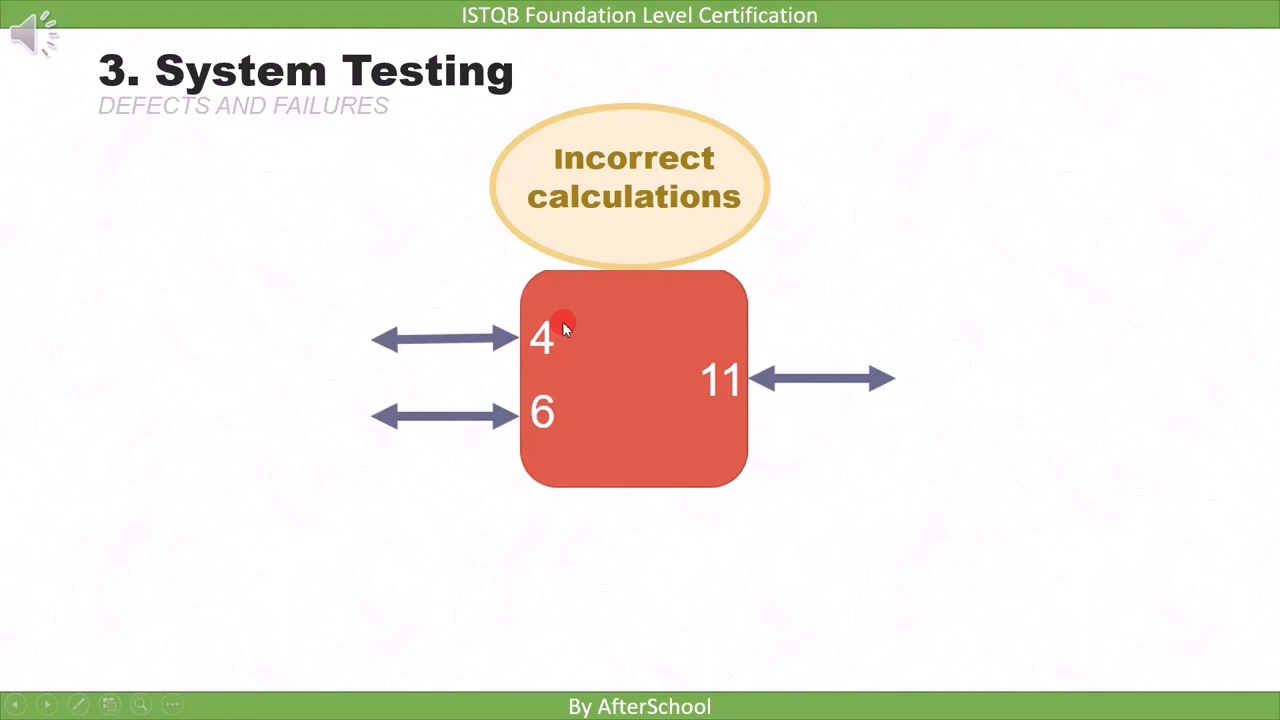 ISTQB Foundation Level Certification
3. System Testing
DEFECTS AND FAILURES
Incorrect
calculations
4
11
6
By AfterSchool